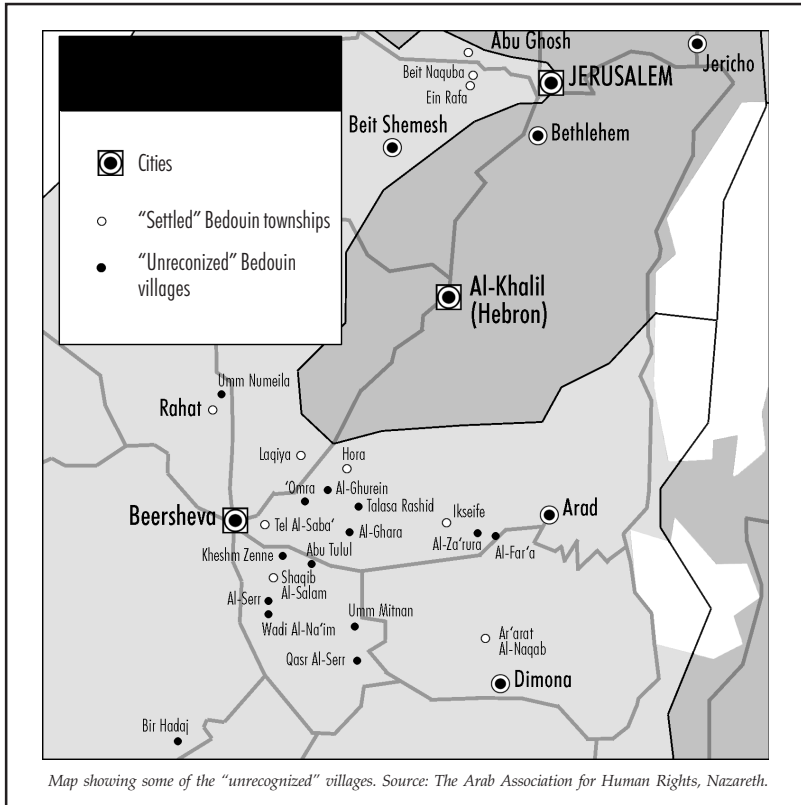 Abu Ghosh
Beit Naquba
Ein Rafa
JERUSALEM
Jericho
Beit Shemesh
Bethlehem
Cities
“Settled” Bedouin townships
“Unreconized” Bedouin
villages
Al-Khalil
(Hebron)
Umm Numeila
Rahat
Laqiya
Hora
‘Omra
Al-Ghurein
Talasa Rashid
Ikseife
Arad
Beersheva
Tel Al-Saba‘
Al-Ghara
Al-Za‘rura
Al-Far‘a
Kheshm Zenne
Abu Tulul
Shaqib
Al-Salam
Al-Serr
Wadi Al-Na‘im
Umm Mitnan
Ar‘arat
Al-Naqab
Qasr Al-Serr
Dimona
Bir Hadaj
Map showing some of the “unrecognized” villages. Source: The Arab Association for Human Rights, Nazareth.